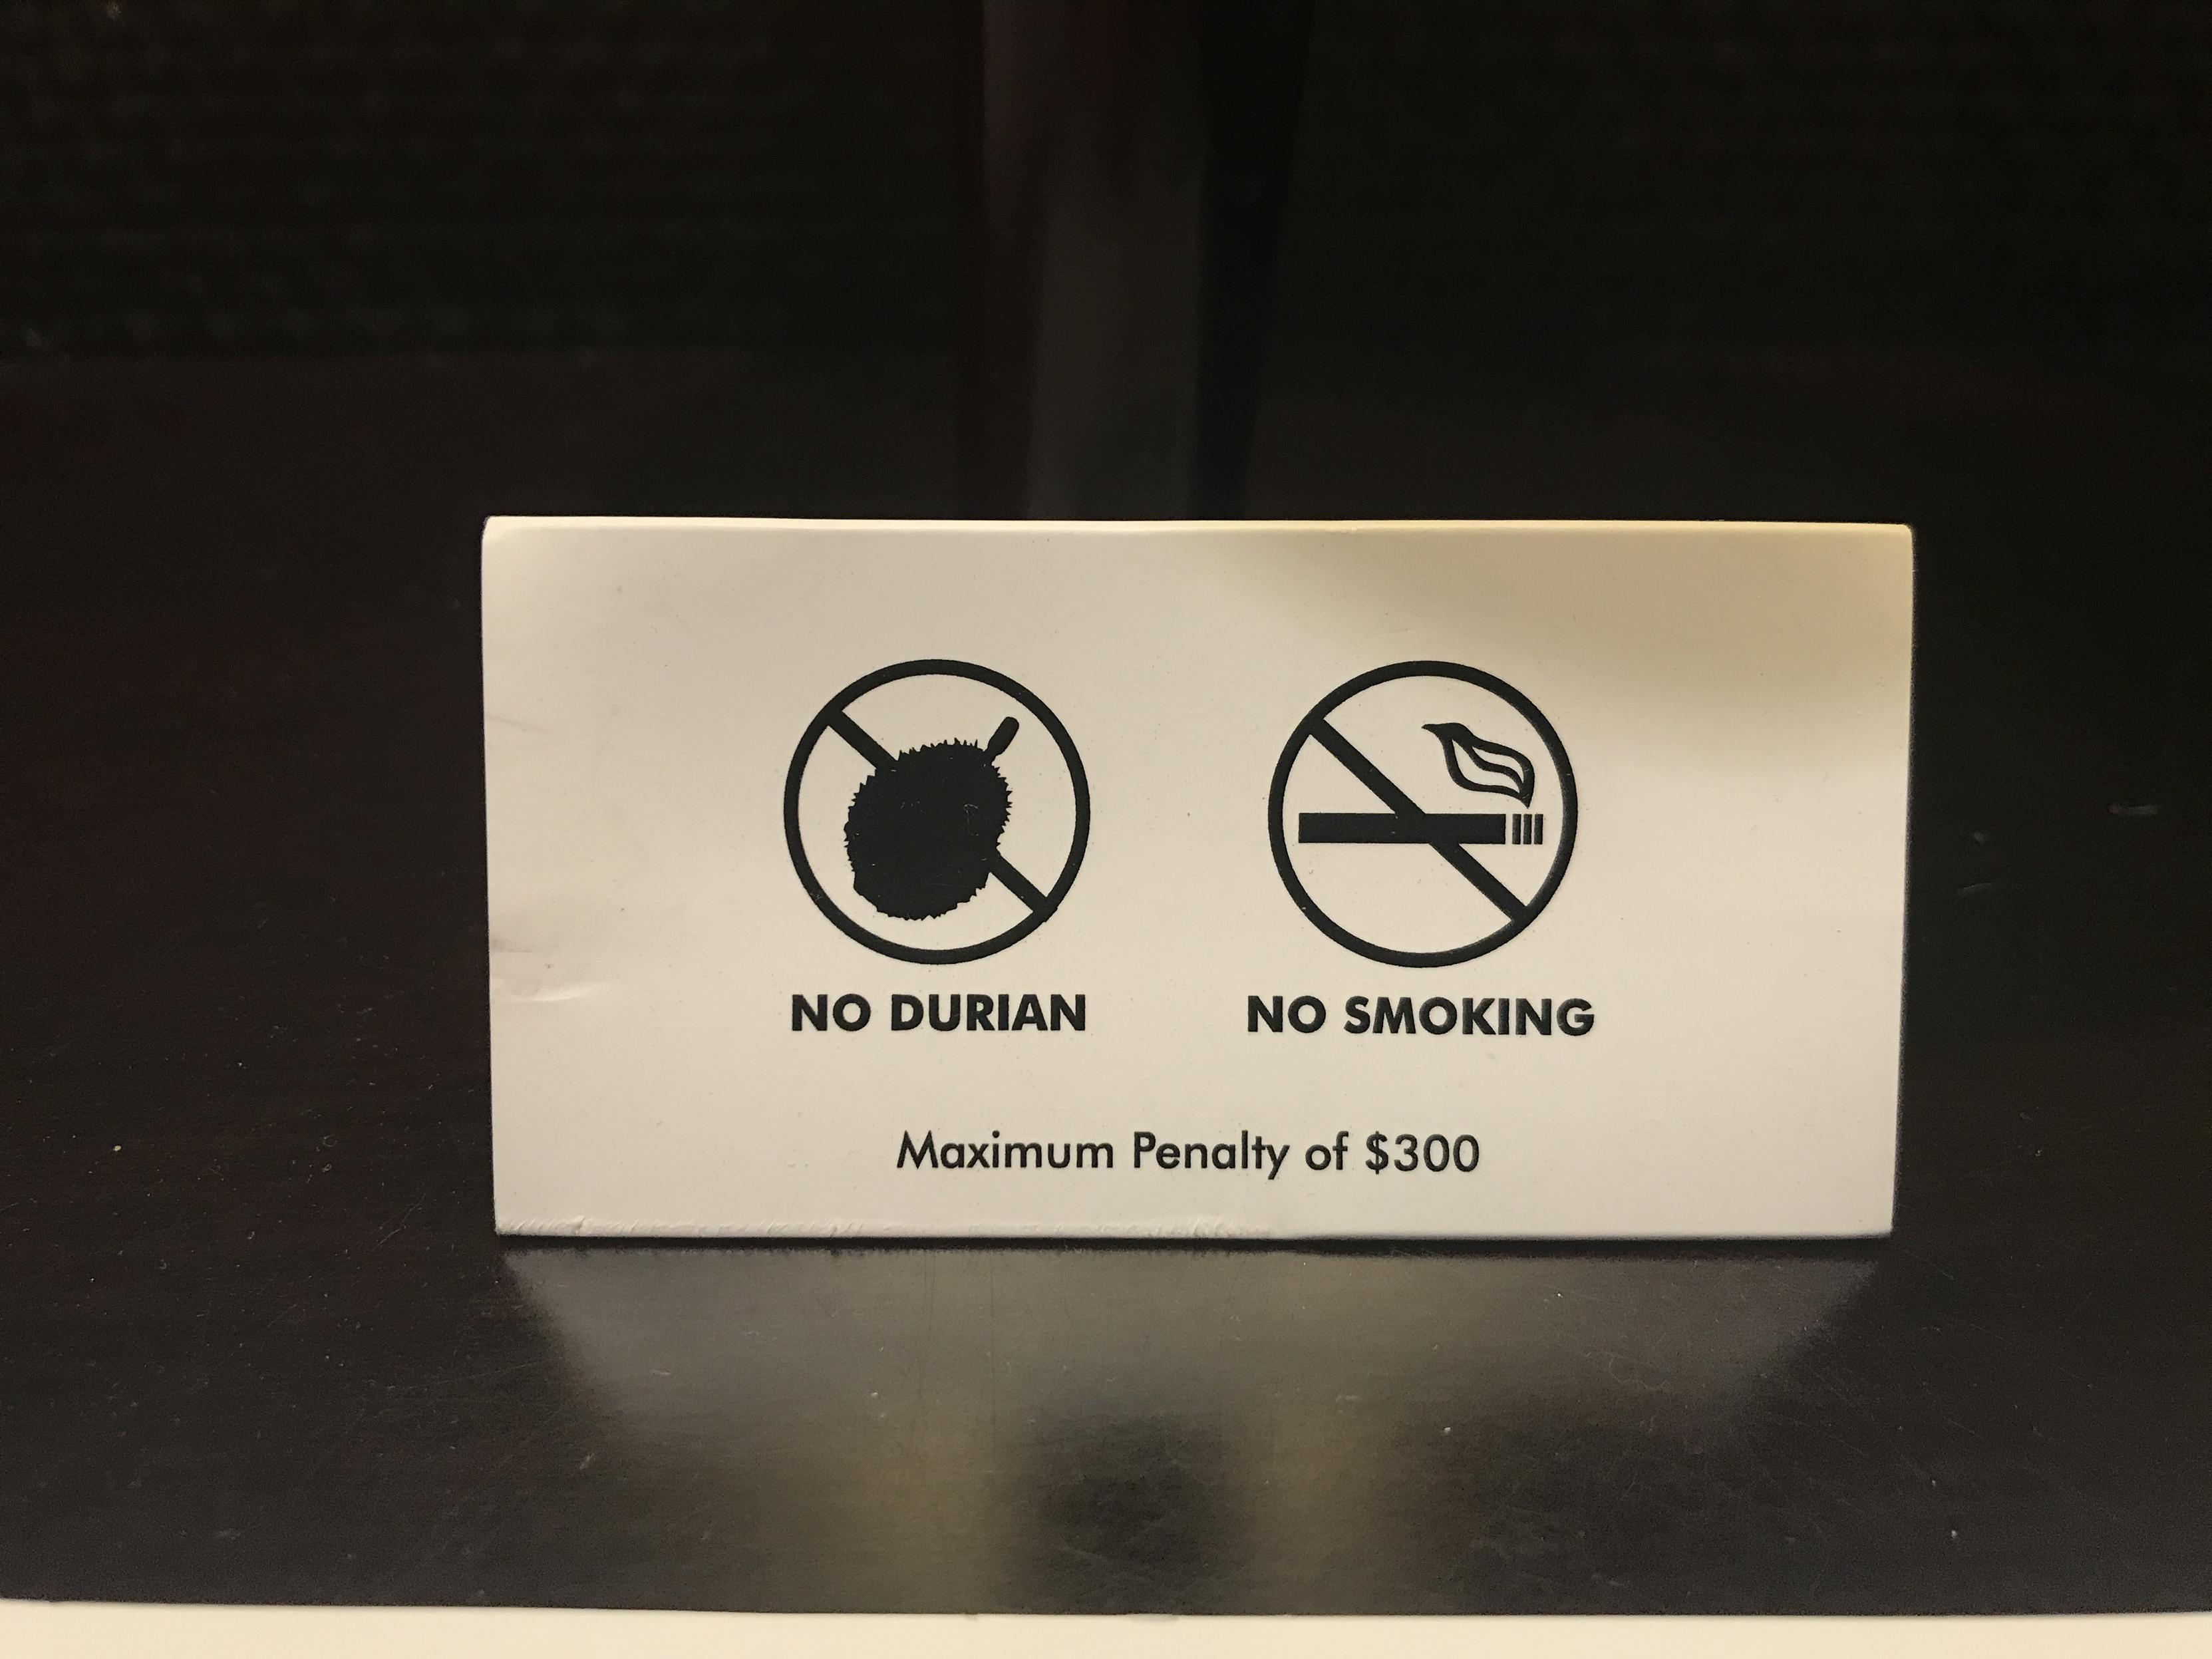 NO DURIAN
NO SMOKING
Maximum Penalty of $300